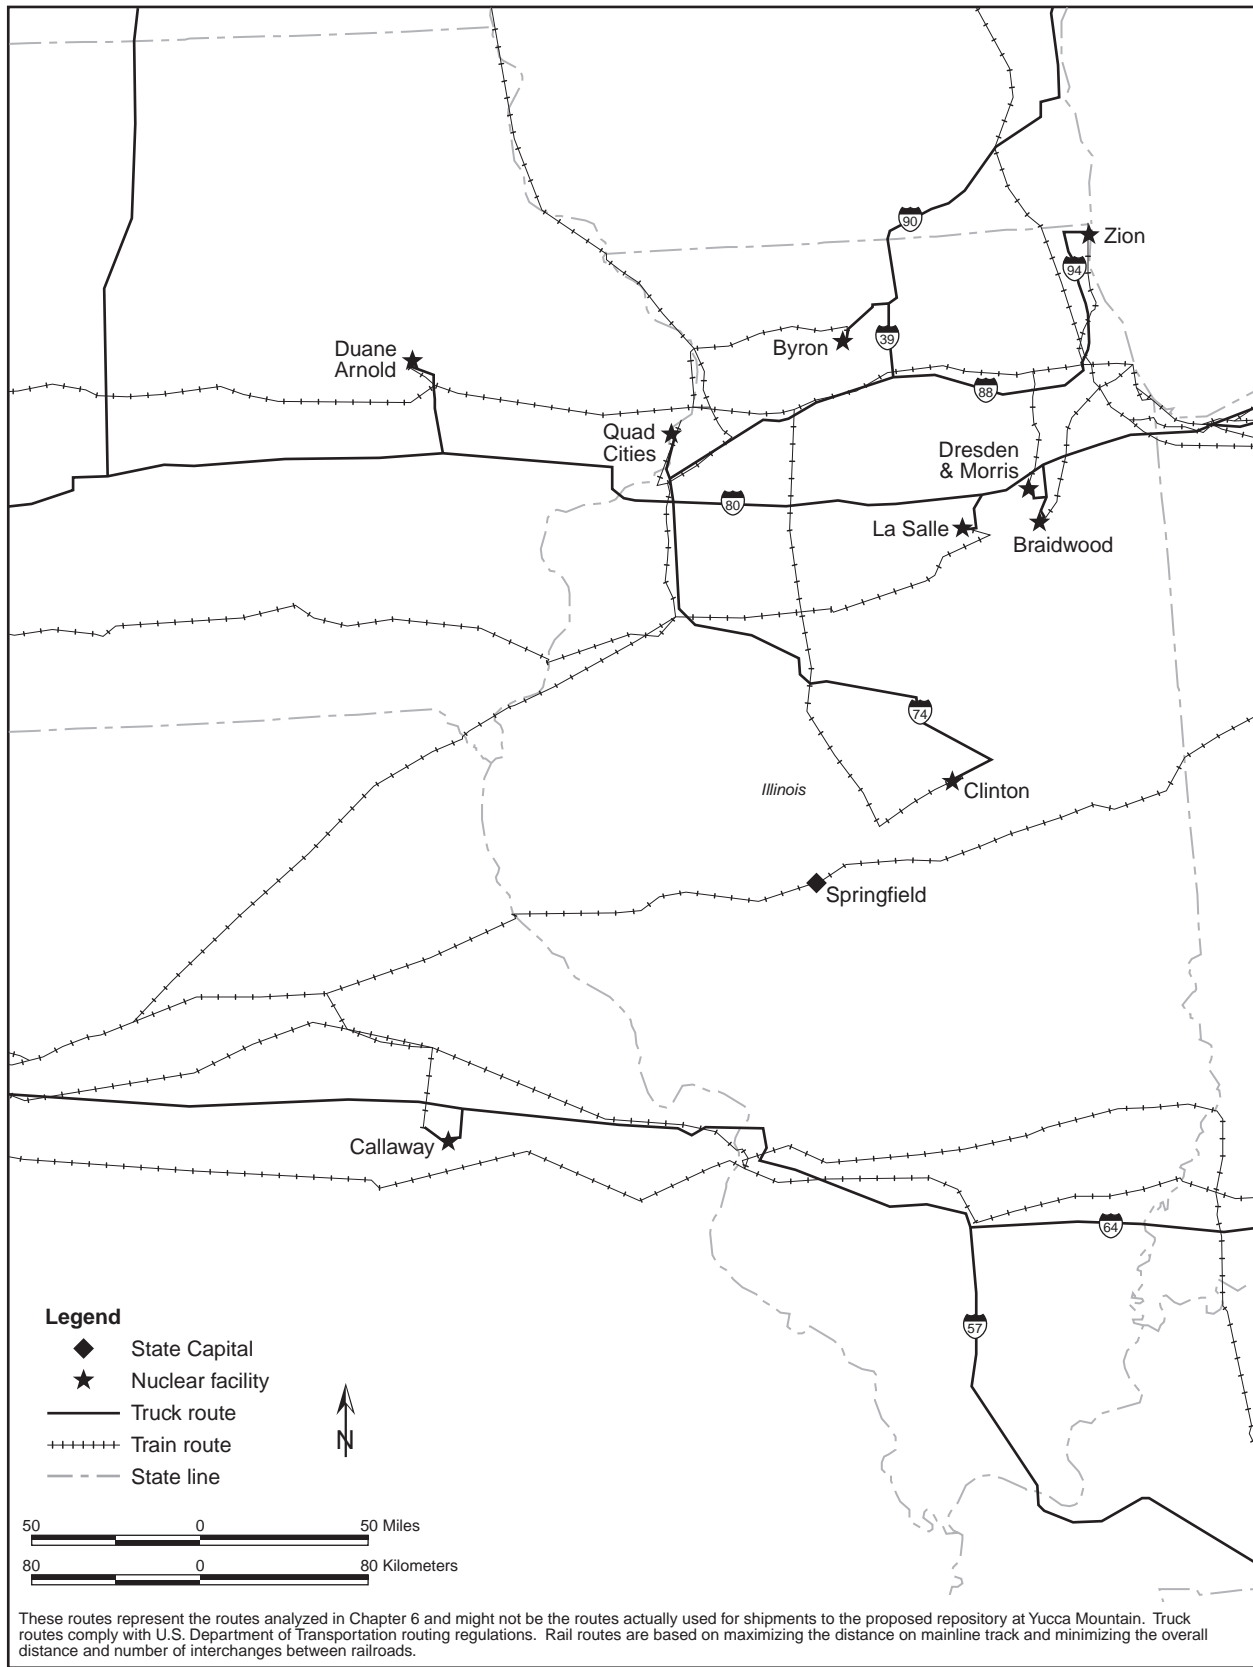 90
Zion
94
Duane
Arnold
Byron
39
88
Quad
Cities
Dresden
& Morris
80
La Salle
Braidwood
74
Illinois
Clinton
Springfield
Callaway
64
57
Legend
State Capital
Nuclear facility
Truck route
Train route
State line
N
50 0 50 Miles
80 0 80 Kilometers
These routes represent the routes analyzed in Chapter 6 and might not be the routes actually used for shipments to the proposed repository at Yucca Mountain. Truck
routes comply with U.S. Department of Transportation routing regulations. Rail routes are based on maximizing the distance on mainline track and minimizing the overall
distance and number of interchanges between railroads.